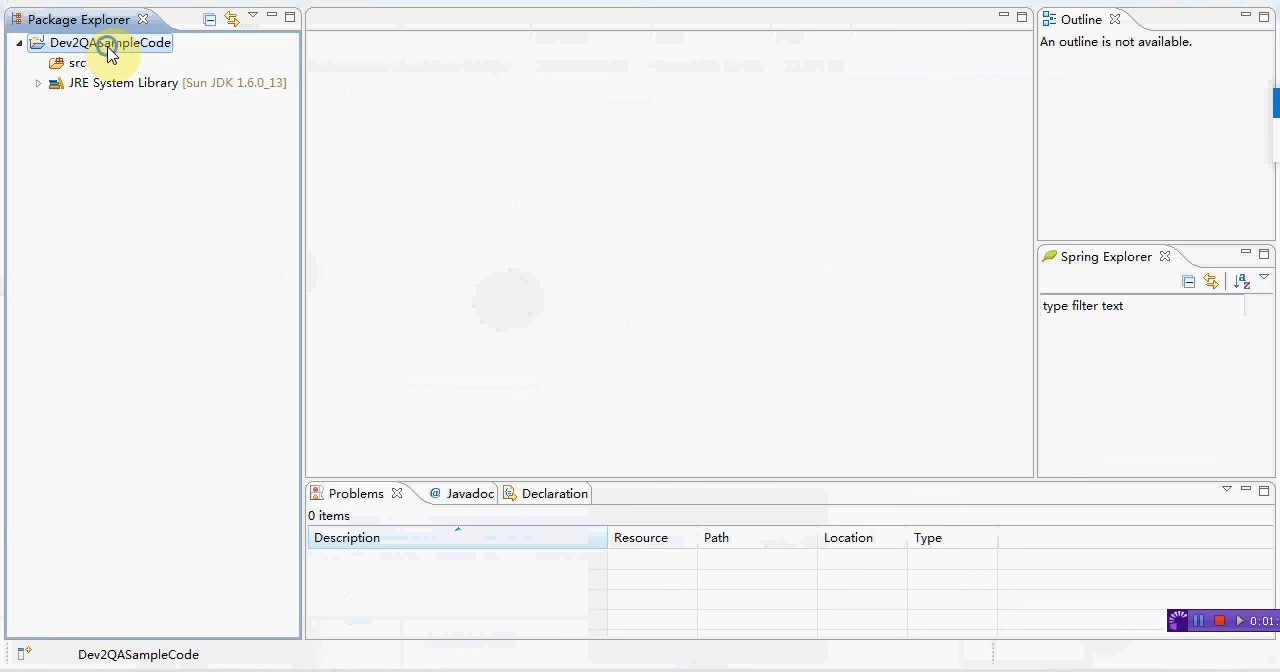 Package Explorer
Dev2QASampleCode
src
JRE System Library [Sun JDK 1.6.0_13]
Outline
An outline is not available.
Spring Explorer
type filter text
Problems
@ Javadoc
Declaration
0 items
Description Resource Path Location Type
0:01:
Dev2QASampleCode